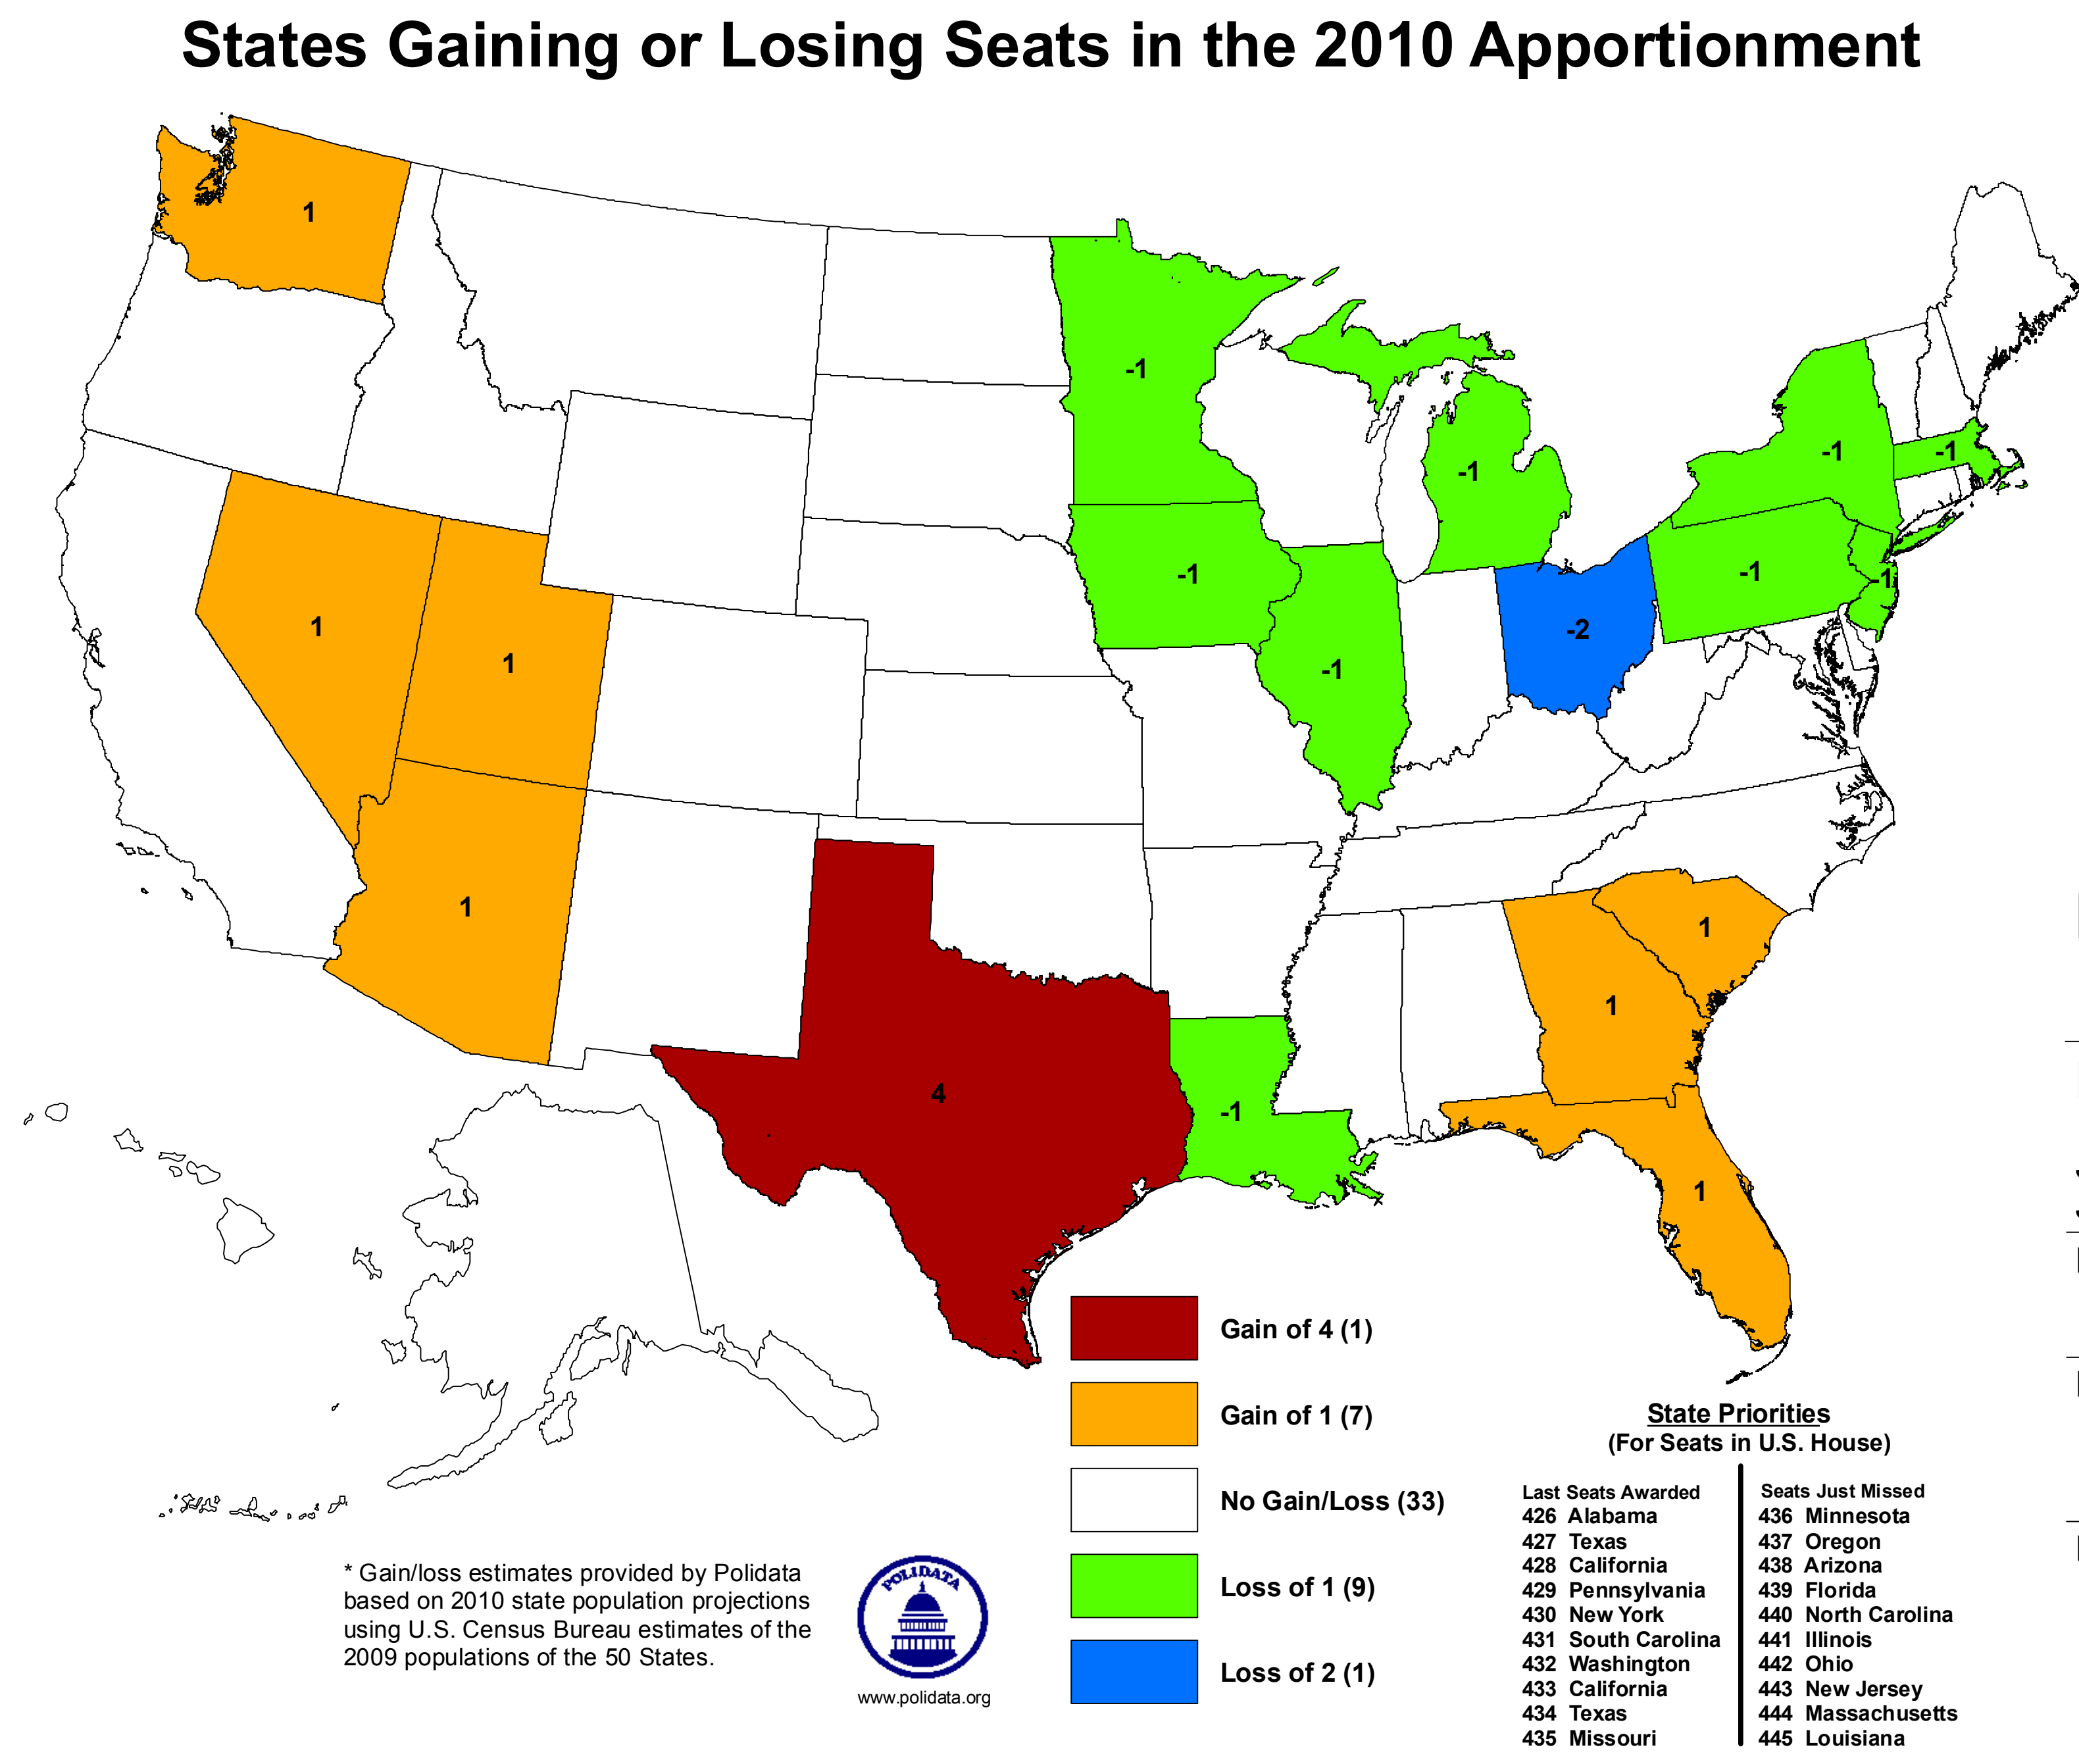 States Gaining or Losing Seats in the 2010 Apportionment
1
-1
-1
-1
-1
1
1
-1
-1
-1
-1
-2
-1
1
4
-1
1
1
1
Gain of 4 (1)
Gain of 1 (7)
No Gain/Loss (33)
Loss of 1 (9)
Loss of 2 (1)
* Gain/loss estimates provided by Polidata
based on 2010 state population projections
using U.S. Census Bureau estimates of the
2009 populations of the 50 States.
POLIDATA
www.polidata.org
State Priorities
(For Seats in U.S. House)
Last Seats Awarded
426 Alabama
427 Texas
428 California
429 Pennsylvania
430 New York
431 South Carolina
432 Washington
433 California
434 Texas
435 Missouri
Seats Just Missed
436 Minnesota
437 Oregon
438 Arizona
439 Florida
440 North Carolina
441 Illinois
442 Ohio
443 New Jersey
444 Massachusetts
445 Louisiana